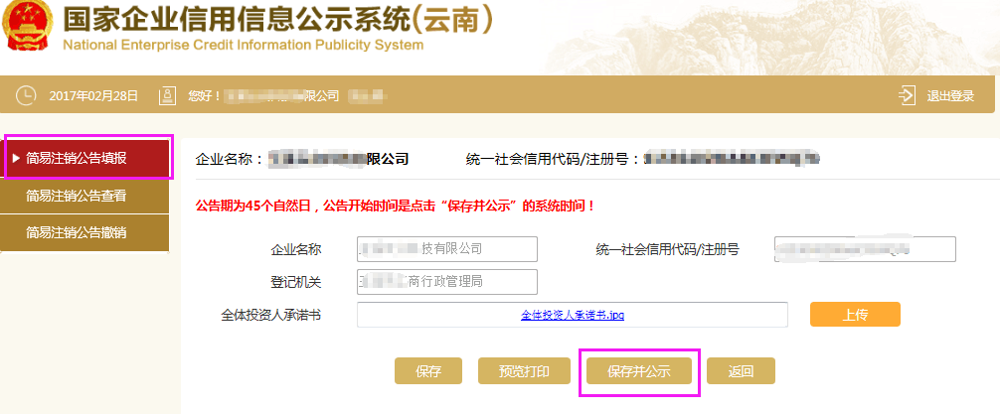 国家企业信用信息公示系统(云南)
National Enterprise Credit Information Publicity System
2017年02月28日 您好！ 限公司 退出登录
简易注销公告填报
企业名称： 限公司 统一社会信用代码/注册号：
简易注销公告查看
公告期为45个自然日，公告开始时间是点击“保存并公示”的系统时间！
简易注销公告撤销
企业名称 技有限公司 统一社会信用代码/注册号
登记机关 商行政管理局
全体投资人承诺书 全体投资人承诺书.jpg 上传
保存 预览打印 保存并公示 返回